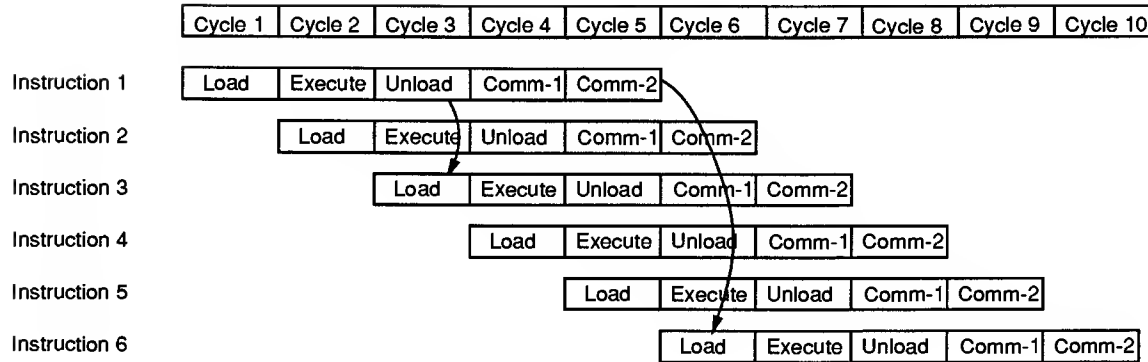 Cycle 1 Cycle 2 Cycle 3 Cycle 4 Cycle 5 Cycle 6 Cycle 7 Cycle 8 Cycle 9 Cycle 10
Instruction 1 Load Execute Unload Comm-1 Comm-2
Instruction 2 Load Execute Unload Comm-1 Comm-2
Instruction 3 Load Execute Unload Comm-1 Comm-2
Instruction 4 Load Execute Unload Comm-1 Comm-2
Instruction 5 Load Execute Unload Comm-1 Comm-2
Instruction 6 Load Execute Unload Comm-1 Comm-2